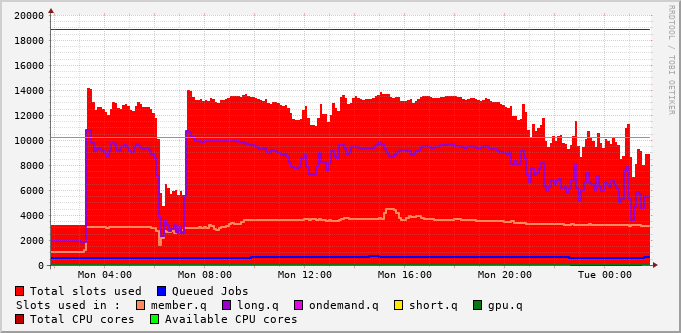 RRDTOOL / TOBI OETIKER
20000
18000
16000
14000
12000
10000
8000
6000
4000
2000
0
Mon 04:00 Mon 08:00 Mon 12:00 Mon 16:00 Mon 20:00 Tue 00:00
Total slots used Queued Jobs
Slots used in : member.q long.q ondemand.q short.q gpu.q
Total CPU cores Available CPU cores